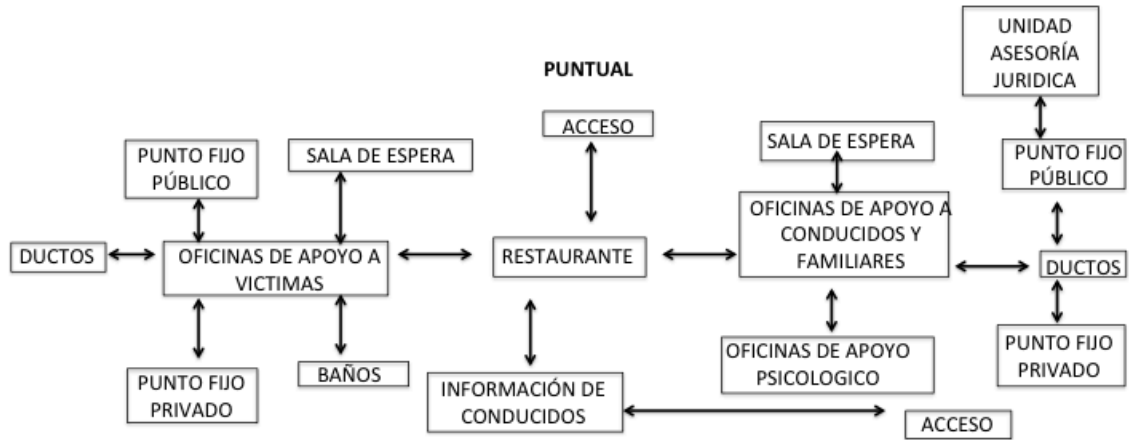 UNIDAD
ASESORÍA
JURIDICA
PUNTUAL
ACCESO
PUNTO FIJO
PÚBLICO
SALA DE ESPERA
SALA DE ESPERA
PUNTO FIJO
PÚBLICO
DUCTOS
OFICINAS DE APOYO A
VICTIMAS
RESTAURANTE
OFICINAS DE APOYO A
CONDUCIDOS Y
FAMILIARES
DUCTOS
PUNTO FIJO
PRIVADO
BAÑOS
INFORMACIÓN DE
CONDUCIDOS
OFICINAS DE APOYO
PSICOLOGICO
PUNTO FIJO
PRIVADO
ACCESO